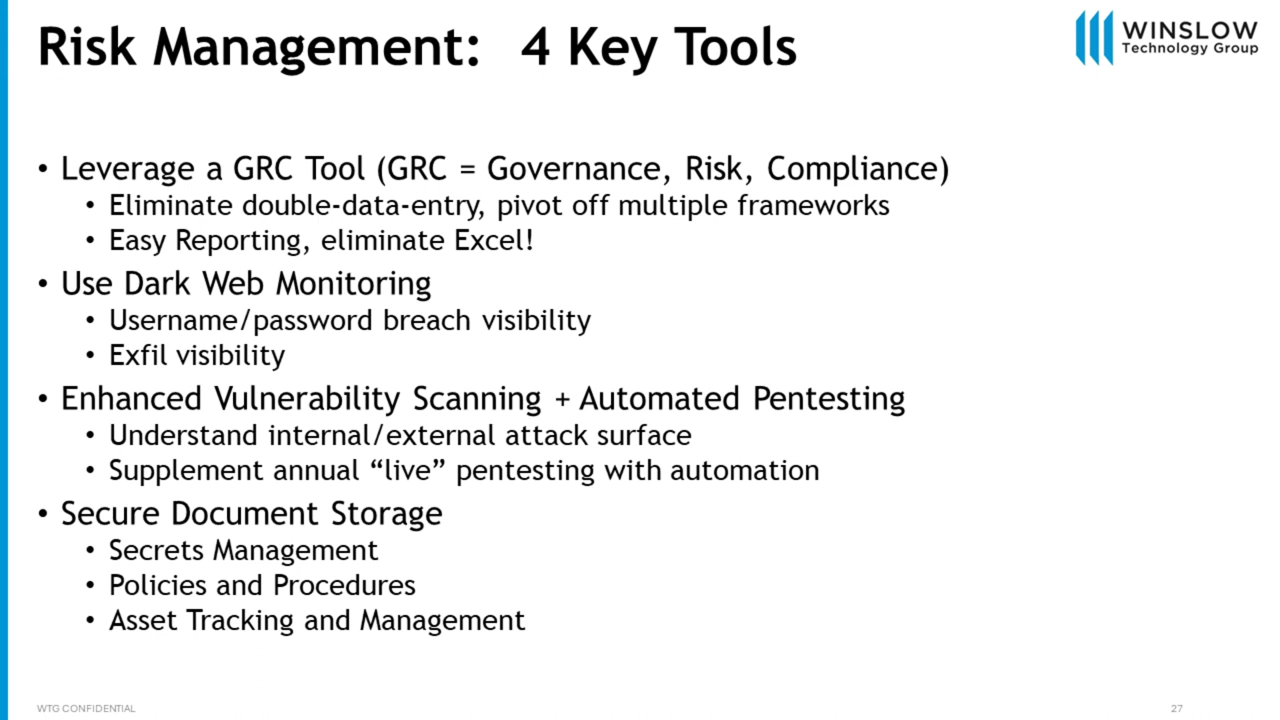 Risk Management: 4 Key Tools
WINSLOW
Technology Group
• Leverage a GRC Tool (GRC = Governance, Risk, Compliance)
• Eliminate double-data-entry, pivot off multiple frameworks
• Easy Reporting, eliminate Excel!
• Use Dark Web Monitoring
• Username/password breach visibility
• Exfil visibility
• Enhanced Vulnerability Scanning + Automated Pentesting
• Understand internal/external attack surface
• Supplement annual “live” pentesting with automation
• Secure Document Storage
• Secrets Management
• Policies and Procedures
• Asset Tracking and Management
WTG CONFIDENTIAL
27